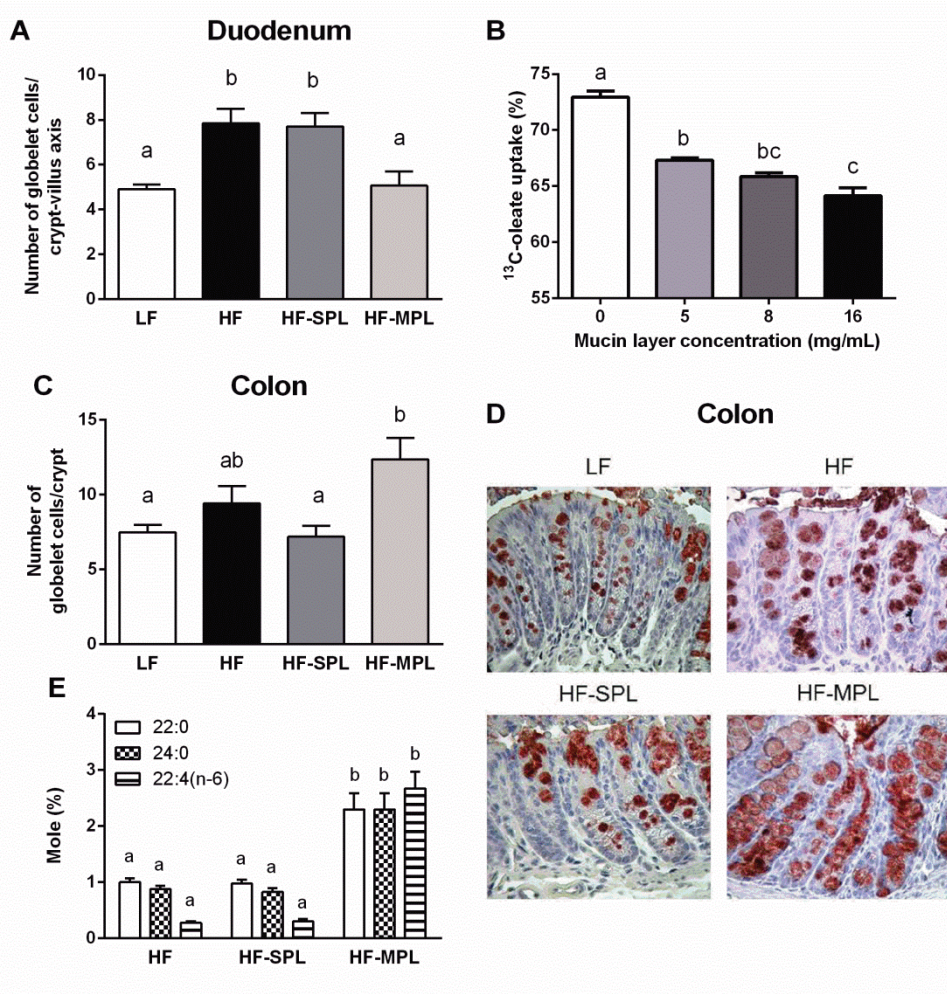 A
Duodenum
Number of globelet cells/
crypt-villus axis
10
8
6
4
2
0
a
b
b
a
LF
HF
HF-SPL
HF-MPL
B
13C-oleate uptake (%)
75
70
65
60
55
a
b
bc
c
0
5
8
16
Mucin layer concentration (mg/mL)
C
Colon
Number of
globelet cells/crypt
15
10
5
0
a
ab
a
b
LF
HF
HF-SPL
HF-MPL
D
Colon
LF
HF
HF-SPL
HF-MPL
E
Mole (%)
4
3
2
1
0
22:0
24:0
22:4(n-6)
a
a
a
a
a
a
b
b
b
HF
HF-SPL
HF-MPL